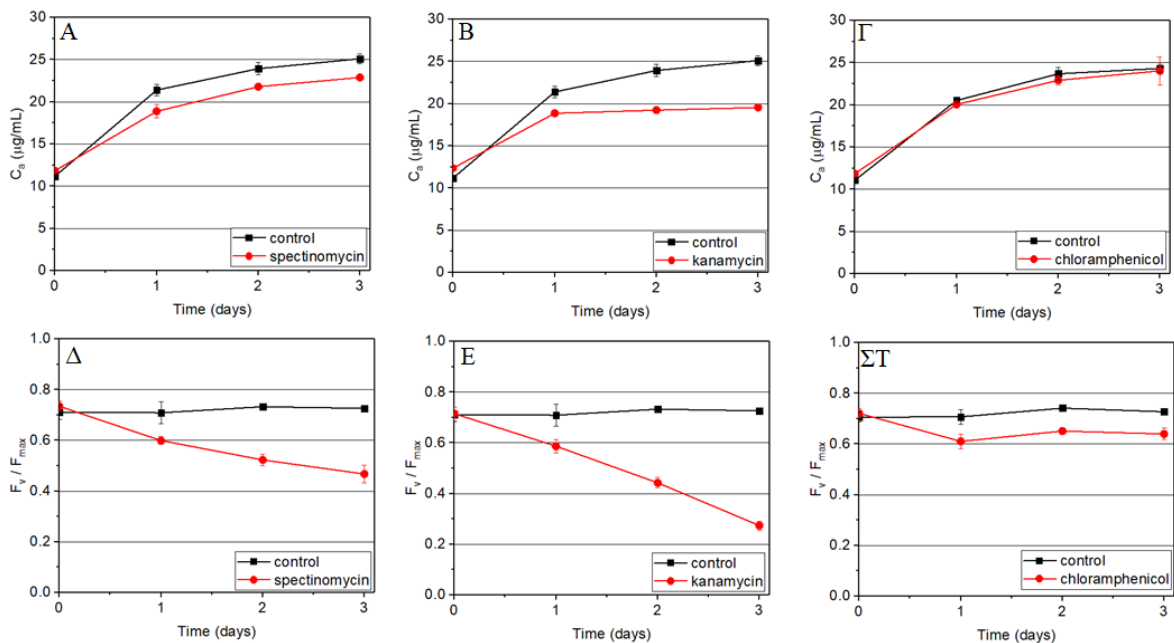 A
30
25
20
15
10
5
0
Cₐ (µg/mL)
control
spectinomycin
0 1 2 3
Time (days)
B
30
25
20
15
10
5
0
Cₐ (µg/mL)
control
kanamycin
0 1 2 3
Time (days)
Γ
30
25
20
15
10
5
0
Cₐ (µg/mL)
control
chloramphenicol
0 1 2 3
Time (days)
Δ
1.0
0.8
0.6
0.4
0.2
0.0
Fᵥ / Fₘₐₓ
control
spectinomycin
0 1 2 3
Time (days)
E
1.0
0.8
0.6
0.4
0.2
0.0
Fᵥ / Fₘₐₓ
control
kanamycin
0 1 2 3
Time (days)
ΣΤ
1.0
0.8
0.6
0.4
0.2
0.0
Fᵥ / Fₘₐₓ
control
chloramphenicol
0 1 2 3
Time (days)